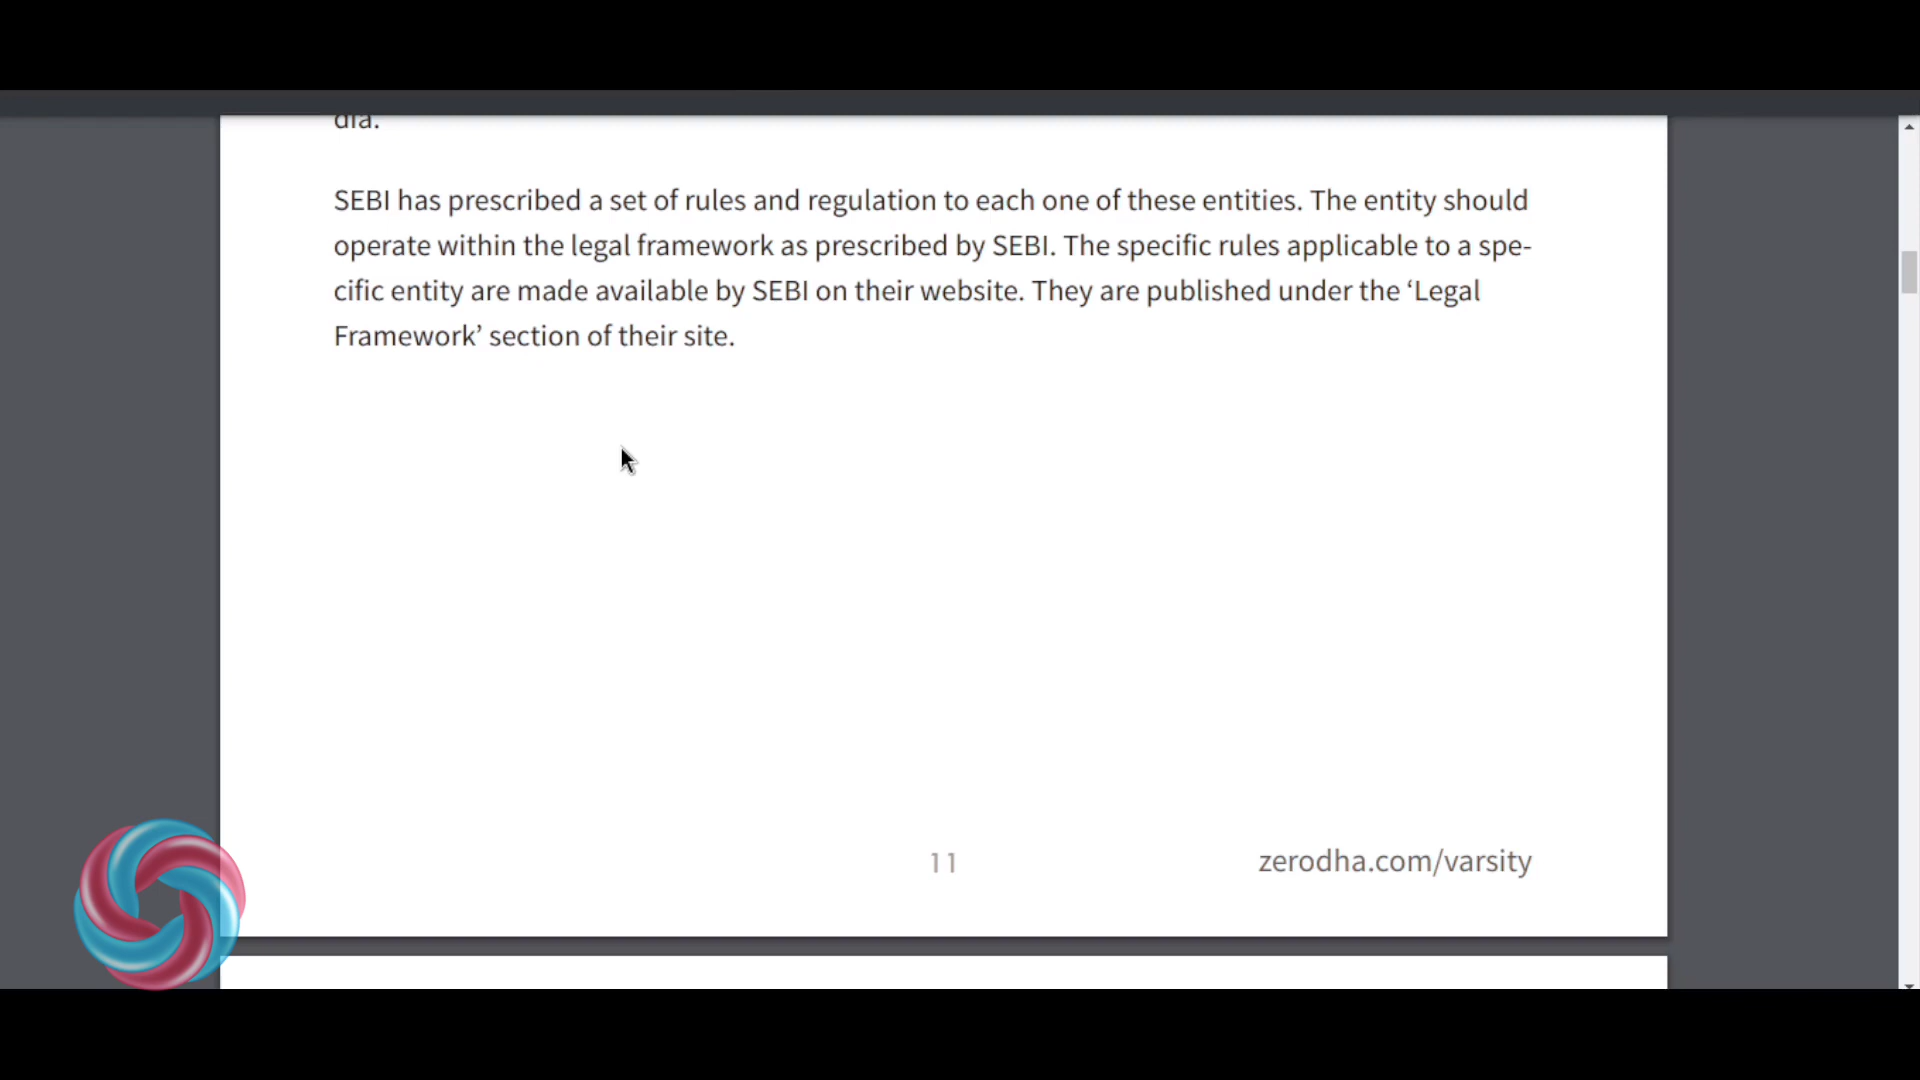 dia.
SEBI has prescribed a set of rules and regulation to each one of these entities. The entity should
operate within the legal framework as prescribed by SEBI. The specific rules applicable to a spe-
cific entity are made available by SEBI on their website. They are published under the ‘Legal
Framework’ section of their site.
11
zerodha.com/varsity